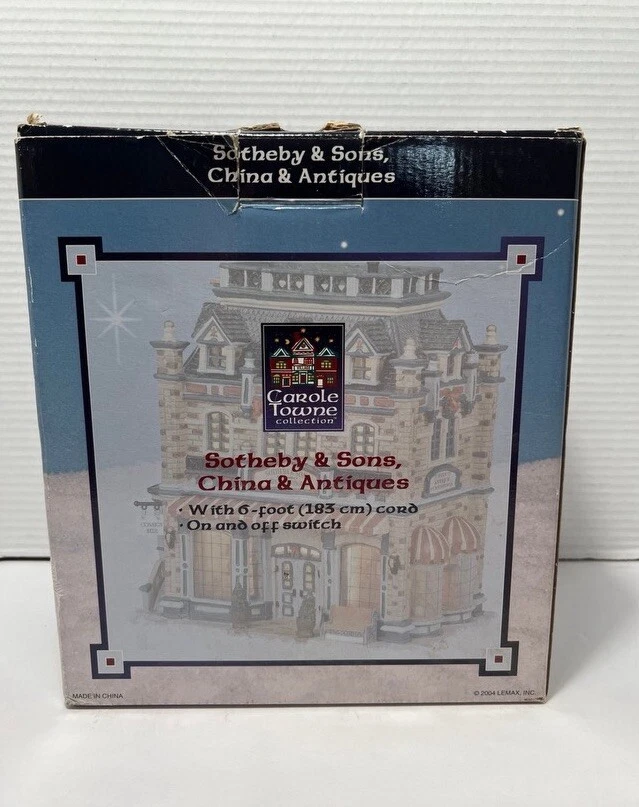 Sotheby & Sons,
China & Antiques
Carole
Towne
collection
Sotheby & Sons,
China & Antiques
· With 6-foot (183 cm) cord
· On and off switch
MADE IN CHINA
© 2004 LEMAX, INC.